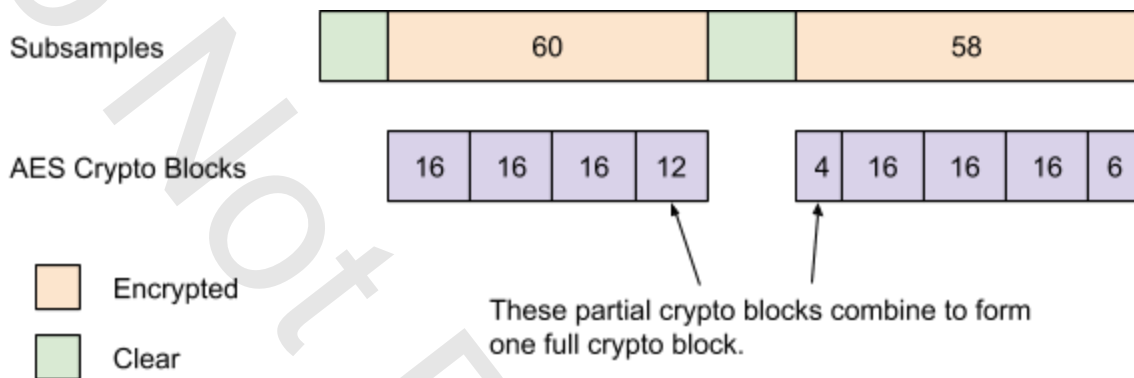 Subsamples 60 58
AES Crypto Blocks 16 16 16 12 4 16 16 16 6
Encrypted
These partial crypto blocks combine to form
one full crypto block.
Clear
Not